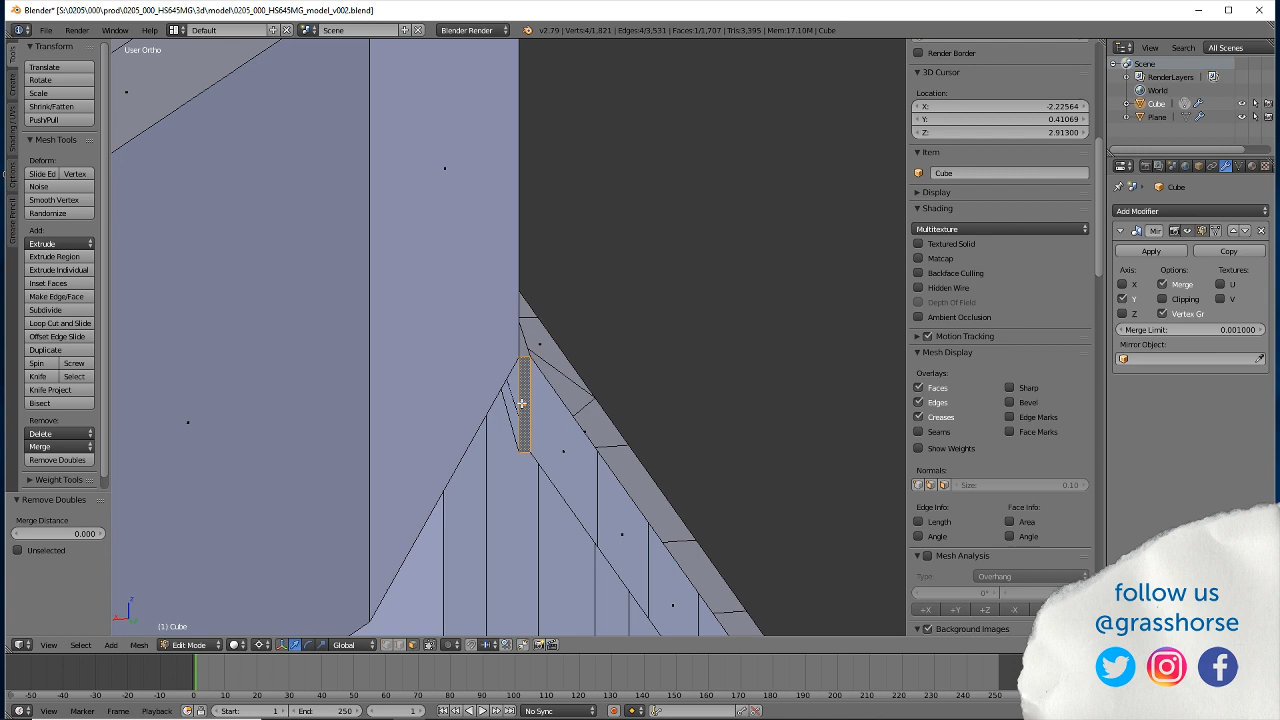 Blender* [S:\0205\000\prod\0205_000_HS645MG\3d\model\0205_000_HS645MG_model_v002.blend]
File Render Window Help Default Scene Blender Render v2.79 | Verts:4/1,821 | Edges:4/3,531 | Faces:1/1,707 | Tris:3,395 | Mem:17.10M | Cube
View Search All Scenes
Tools
Create
Shading / UVs
Options
Grease Pencil
Transform
Translate
Rotate
Scale
Shrink/Fatten
Push/Pull
Mesh Tools
Deform:
Slide Ed Vertex
Noise
Smooth Vertex
Randomize
Add:
Extrude
Extrude Region
Extrude Individual
Inset Faces
Make Edge/Face
Subdivide
Loop Cut and Slide
Offset Edge Slide
Duplicate
Spin Screw
Knife Select
Knife Project
Bisect
Remove:
Delete
Merge
Remove Doubles
Weight Tools
Remove Doubles
Merge Distance
0.000
Unselected
User Ortho
z
x
(1) Cube
Render Border
3D Cursor
Location:
X: -2.22564
Y: 0.41069
Z: 2.91300
Item
Cube
Display
Shading
Multitexture
Textured Solid
Matcap
Backface Culling
Hidden Wire
Depth Of Field
Ambient Occlusion
Motion Tracking
Mesh Display
Overlays:
Faces Sharp
Edges Bevel
Creases Edge Marks
Seams Face Marks
Show Weights
Normals:
Size: 0.10
Edge Info: Face Info:
Length Area
Angle Angle
Mesh Analysis
Type: Overhang
0°
+X +Y +Z -X
Background Images
Scene
RenderLayers
World
Cube
Plane
Cube
Add Modifier
Mir
Apply Copy
Axis: Options: Textures:
X Merge U
Y Clipping V
Z Vertex Gr
Merge Limit: 0.001000
Mirror Object:
View Select Add Mesh Edit Mode Global
-50 -40 -30 -20 -10 0 10 20 30 40 50 60 70 80 90 100 110 120 130 140 150 160 170 180 190 200 210 220 230 240 250
View Marker Frame Playback Start: 1 End: 250 1 No Sync
follow us
@grasshorse